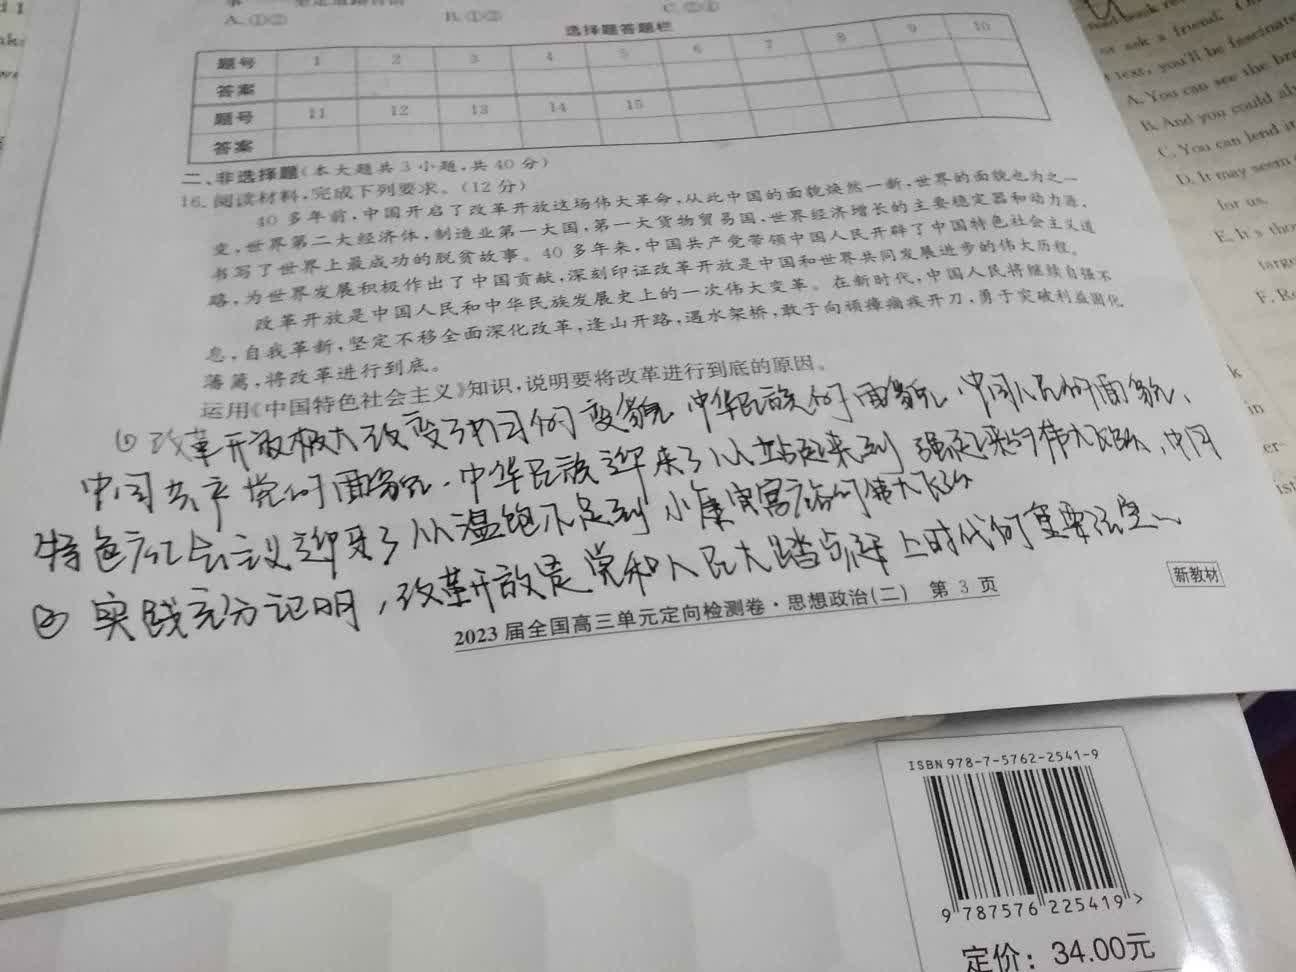 A.①②
B.①③
C.②④
选择题答题栏
题号 1 2 3 4 5 6 7 8 9 10
答案
题号 11 12 13 14 15
答案
二、非选择题(本大题共3小题,共40分)
16.阅读材料,完成下列要求。(12分)
40多年前,中国开启了改革开放这场伟大革命,从此中国的面貌焕然一新,世界的面貌也为之一
变,世界第二大经济体,制造业第一大国,第一大货物贸易国,世界经济增长的主要稳定器和动力源,
书写了世界上最成功的脱贫故事。40多年来,中国共产党带领中国人民开辟了中国特色社会主义道
路,为世界发展积极作出了中国贡献,深刻印证改革开放是中国和世界共同发展进步的伟大历程。
改革开放是中国人民和中华民族发展史上的一次伟大变革。在新时代,中国人民将继续自强不
息,自我革新,坚定不移全面深化改革,逢山开路,遇水架桥,敢于向顽瘴痼疾开刀,勇于突破利益固化
藩篱,将改革进行到底。
运用《中国特色社会主义》知识,说明要将改革进行到底的原因。
①改革开放极大改变了中国的面貌、中华民族的面貌、中国人民的面貌、
中国共产党的面貌.中华民族迎来了从站起来到强起来的伟大飞跃,中国
特色社会主义迎来了从温饱不足到小康富裕的伟大飞跃
② 实践充分证明,改革开放是党和人民大踏步赶上时代的重要法宝、
2023届全国高三单元定向检测卷·思想政治(二) 第3页
新教材
A. You can see the
B. And you could
C. You can lend it
D. It may seem
for us.
E. It's
or ask a friend.
text, you'll be fascinated
in
er-
ISBN 978-7-5762-2541-9
9 787576 225419 >
定价：34.00元